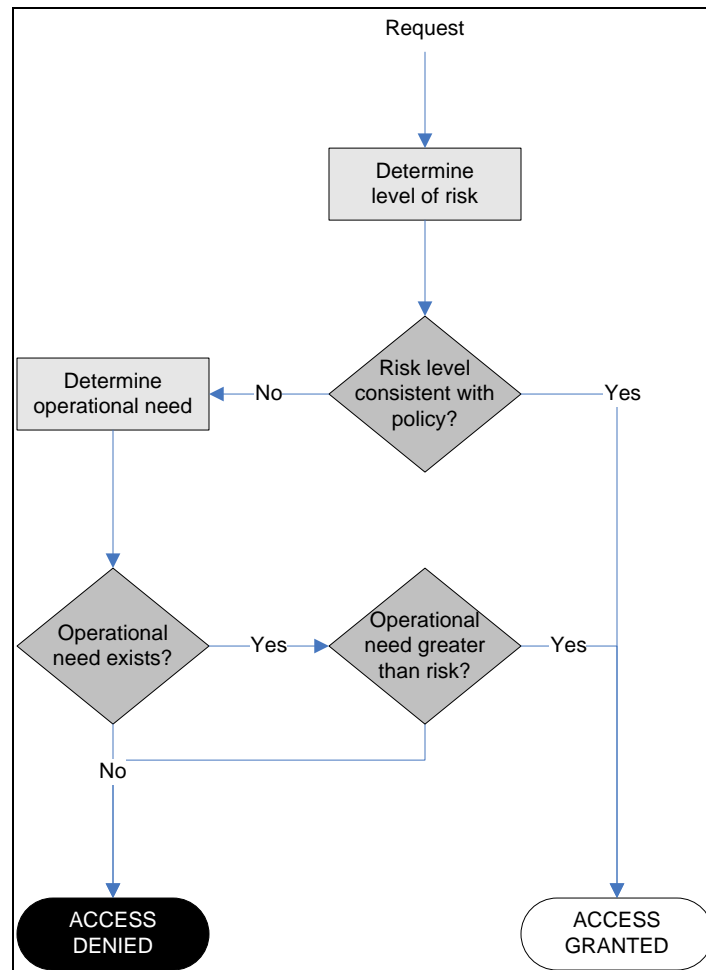 Request
Determine
level of risk
Risk level
consistent with
policy?
No
Yes
Determine
operational need
Operational
need exists?
Yes
Operational
need greater
than risk?
Yes
No
ACCESS
DENIED
ACCESS
GRANTED